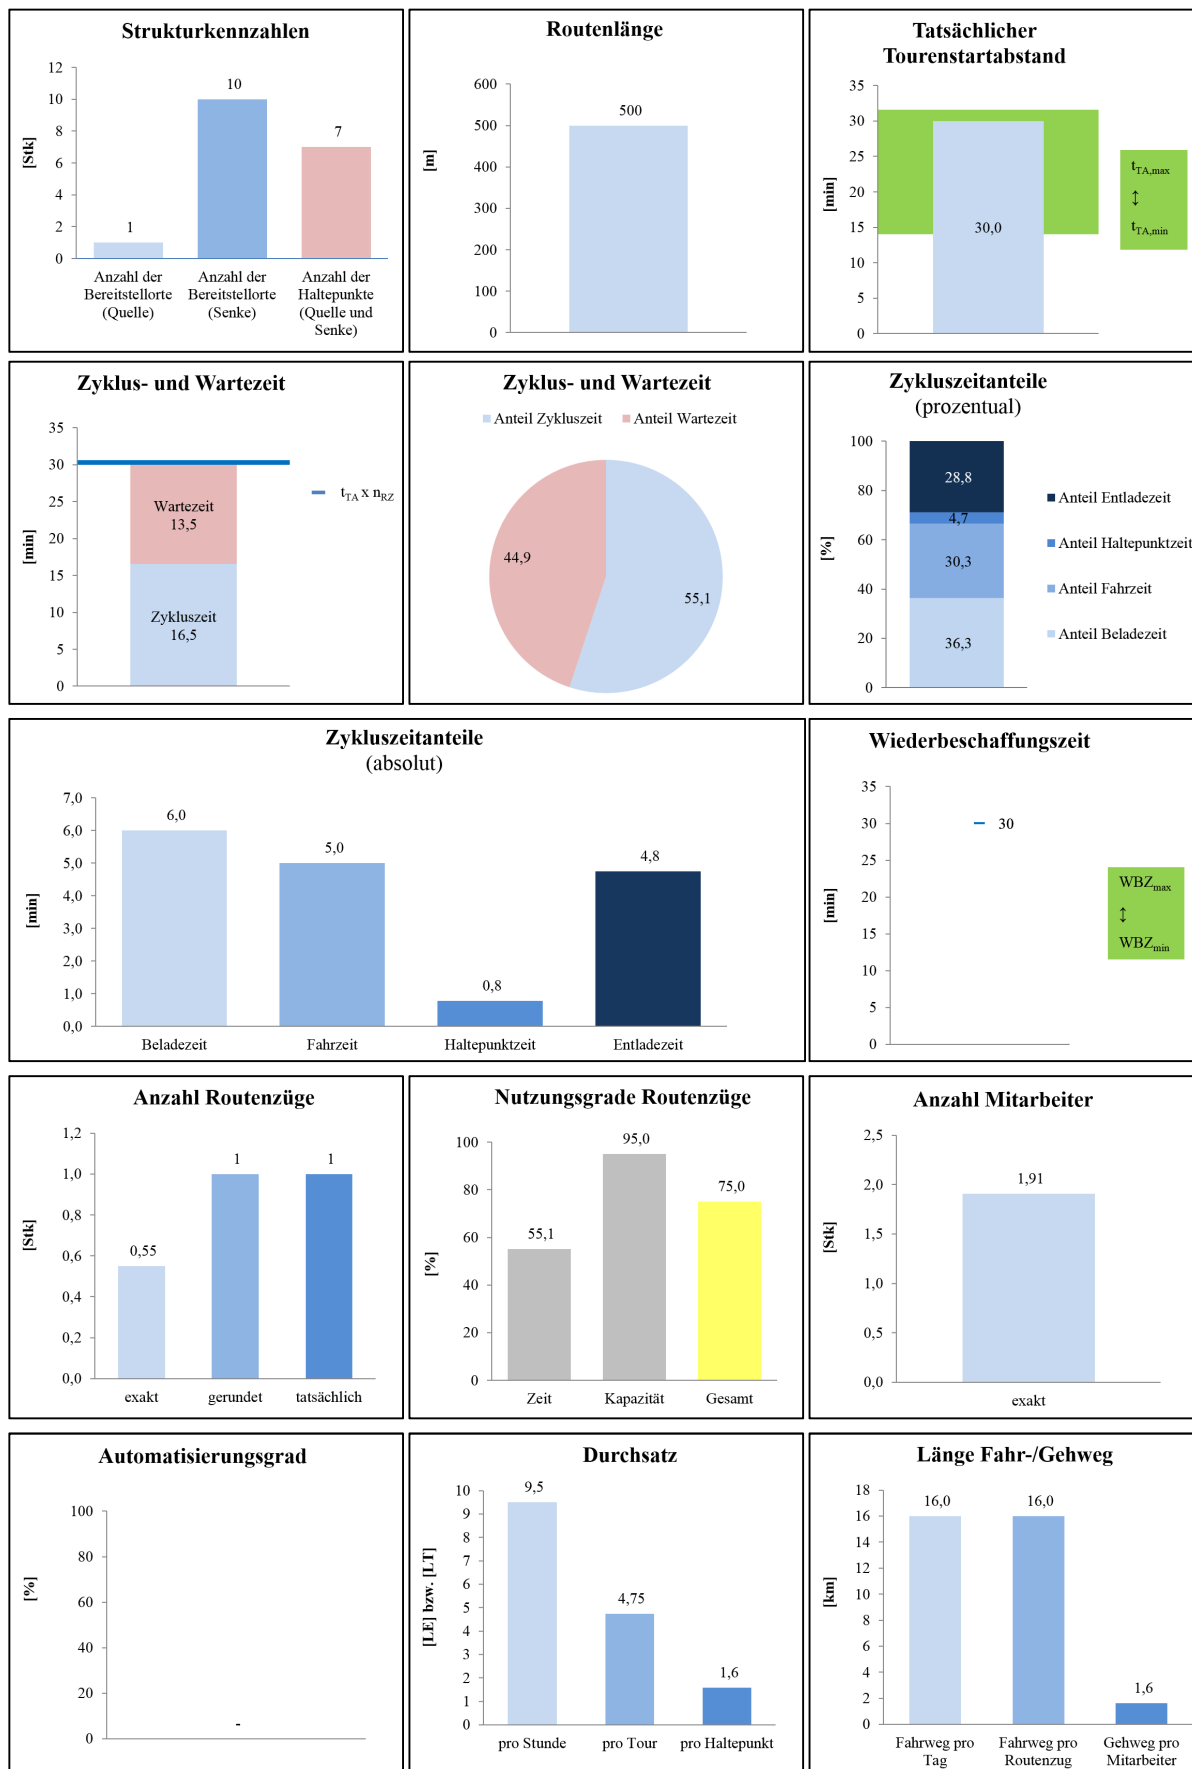 Strukturkennzahlen
[Stk]
12
10
8
6
4
2
0
1
10
7
Anzahl der Bereitstellorte (Quelle)
Anzahl der Bereitstellorte (Senke)
Anzahl der Haltepunkte (Quelle und Senke)
Routenlänge
[m]
600
500
400
300
200
100
0
500
Tatsächlicher
Tourenstartabstand
[min]
35
30
25
20
15
10
5
0
30,0
tTA,max
↕
tTA,min
Zyklus- und Wartezeit
[min]
35
30
25
20
15
10
5
0
Wartezeit
13,5
Zykluszeit
16,5
tTA x nRZ
Zyklus- und Wartezeit
Anteil Zykluszeit
Anteil Wartezeit
44,9
55,1
Zykluszeitanteile
(prozentual)
[%]
100
80
60
40
20
0
28,8
4,7
30,3
36,3
Anteil Entladezeit
Anteil Haltepunktzeit
Anteil Fahrzeit
Anteil Beladezeit
Zykluszeitanteile
(absolut)
[min]
7,0
6,0
5,0
4,0
3,0
2,0
1,0
0,0
6,0
5,0
0,8
4,8
Beladezeit
Fahrzeit
Haltepunktzeit
Entladezeit
Wiederbeschaffungszeit
[min]
35
30
25
20
15
10
5
0
30
WBZmax
↕
WBZmin
Anzahl Routenzüge
[Stk]
1,2
1,0
0,8
0,6
0,4
0,2
0,0
0,55
1
1
exakt
gerundet
tatsächlich
Nutzungsgrade Routenzüge
[%]
100
80
60
40
20
0
55,1
95,0
75,0
Zeit
Kapazität
Gesamt
Anzahl Mitarbeiter
[Stk]
2,5
2,0
1,5
1,0
0,5
0,0
1,91
exakt
Automatisierungsgrad
[%]
100
80
60
40
20
0
-
Durchsatz
[LE] bzw. [LT]
10
9
8
7
6
5
4
3
2
1
0
9,5
4,75
1,6
pro Stunde
pro Tour
pro Haltepunkt
Länge Fahr-/Gehweg
[km]
18
16
14
12
10
8
6
4
2
0
16,0
16,0
1,6
Fahrweg pro Tag
Fahrweg pro Routenzug
Gehweg pro Mitarbeiter